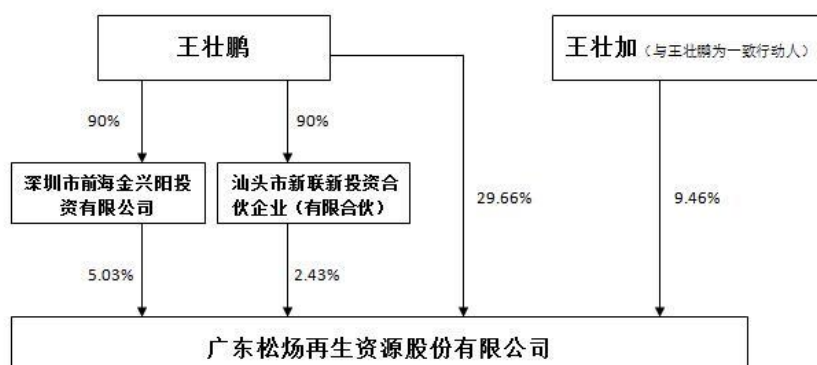 王壮鹏
王壮加（与王壮鹏为一致行动人）
90%
90%
深圳市前海金兴阳投
资有限公司
汕头市新联新投资合
伙企业（有限合伙）
29.66%
9.46%
5.03%
2.43%
广东松炀再生资源股份有限公司